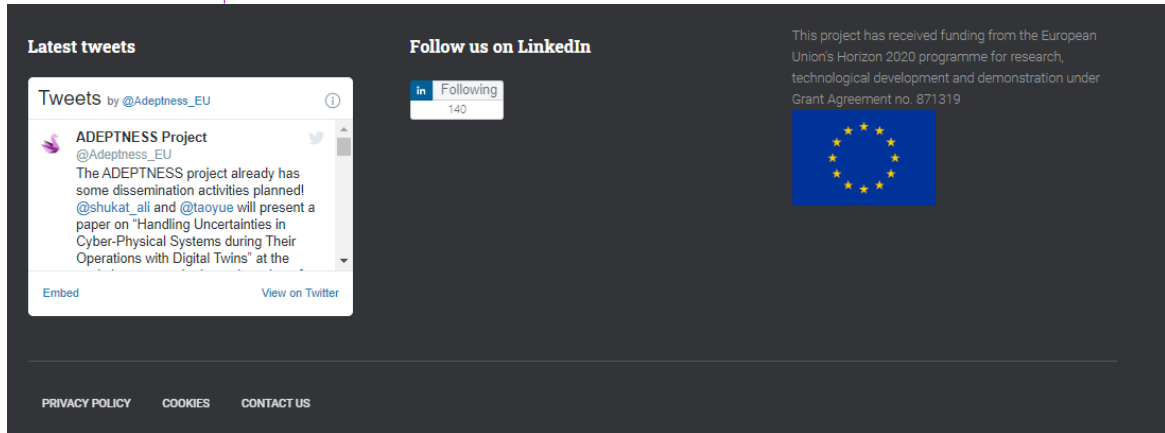 Latest tweets
Tweets by @Adeptness_EU
ADEPTNESS Project
@Adeptness_EU
The ADEPTNESS project already has
some dissemination activities planned!
@shukat_ali and @taoyue will present a
paper on “Handling Uncertainties in
Cyber-Physical Systems during Their
Operations with Digital Twins” at the
Embed
View on Twitter
Follow us on LinkedIn
in Following
140
This project has received funding from the European
Union's Horizon 2020 programme for research,
technological development and demonstration under
Grant Agreement no. 871319
PRIVACY POLICY COOKIES CONTACT US